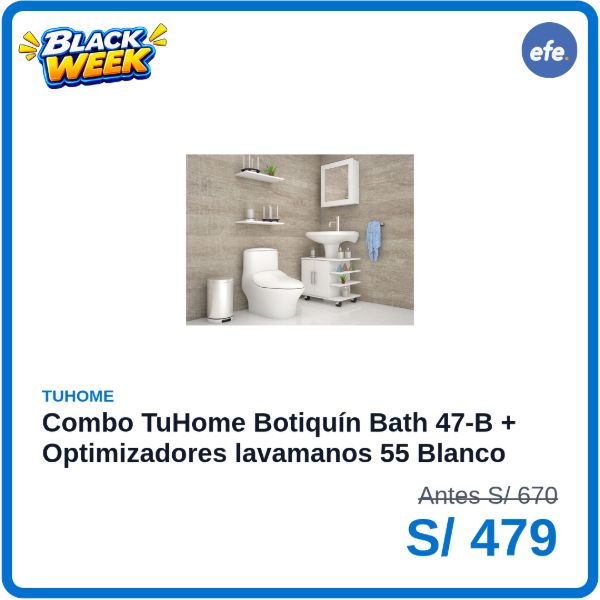 BLACK
WEEK
efe.
TUHOME
Combo TuHome Botiquín Bath 47-B +
Optimizadores lavamanos 55 Blanco
Antes S/ 670
S/ 479